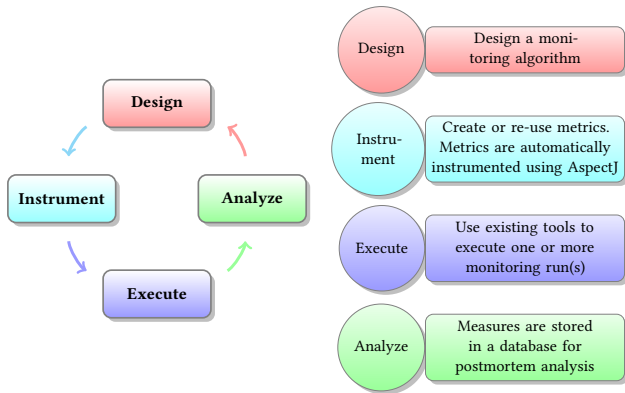 Design
Instrument
Analyze
Execute
Design
Design a moni-
toring algorithm
Instru-
ment
Create or re-use metrics.
Metrics are automatically
instrumented using AspectJ
Execute
Use existing tools to
execute one or more
monitoring run(s)
Analyze
Measures are stored
in a database for
postmortem analysis